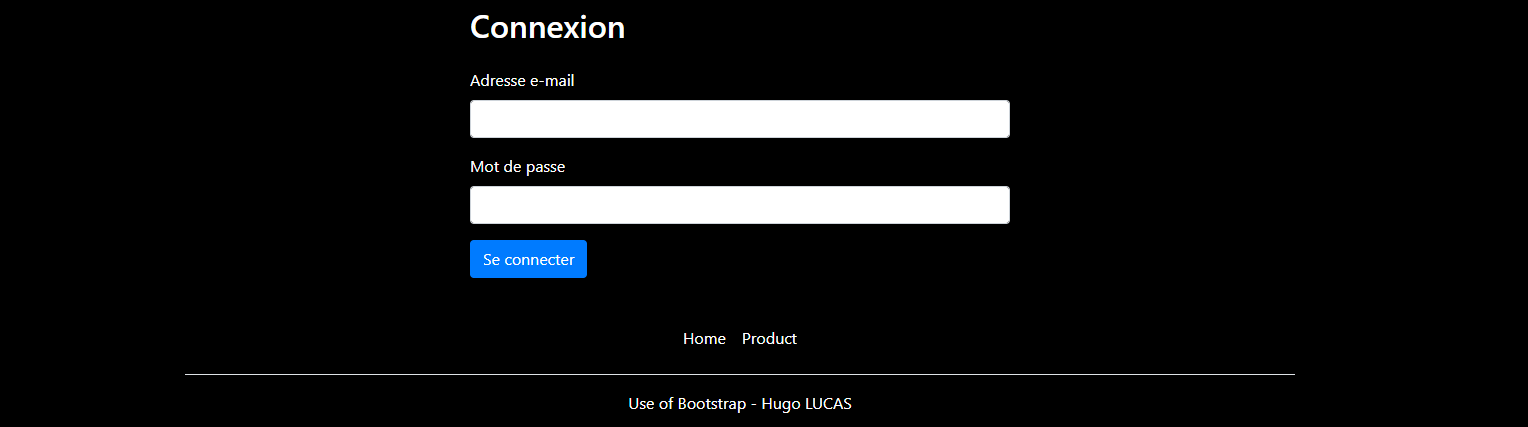 Connexion
Adresse e-mail
Mot de passe
Se connecter
Home Product
Use of Bootstrap - Hugo LUCAS